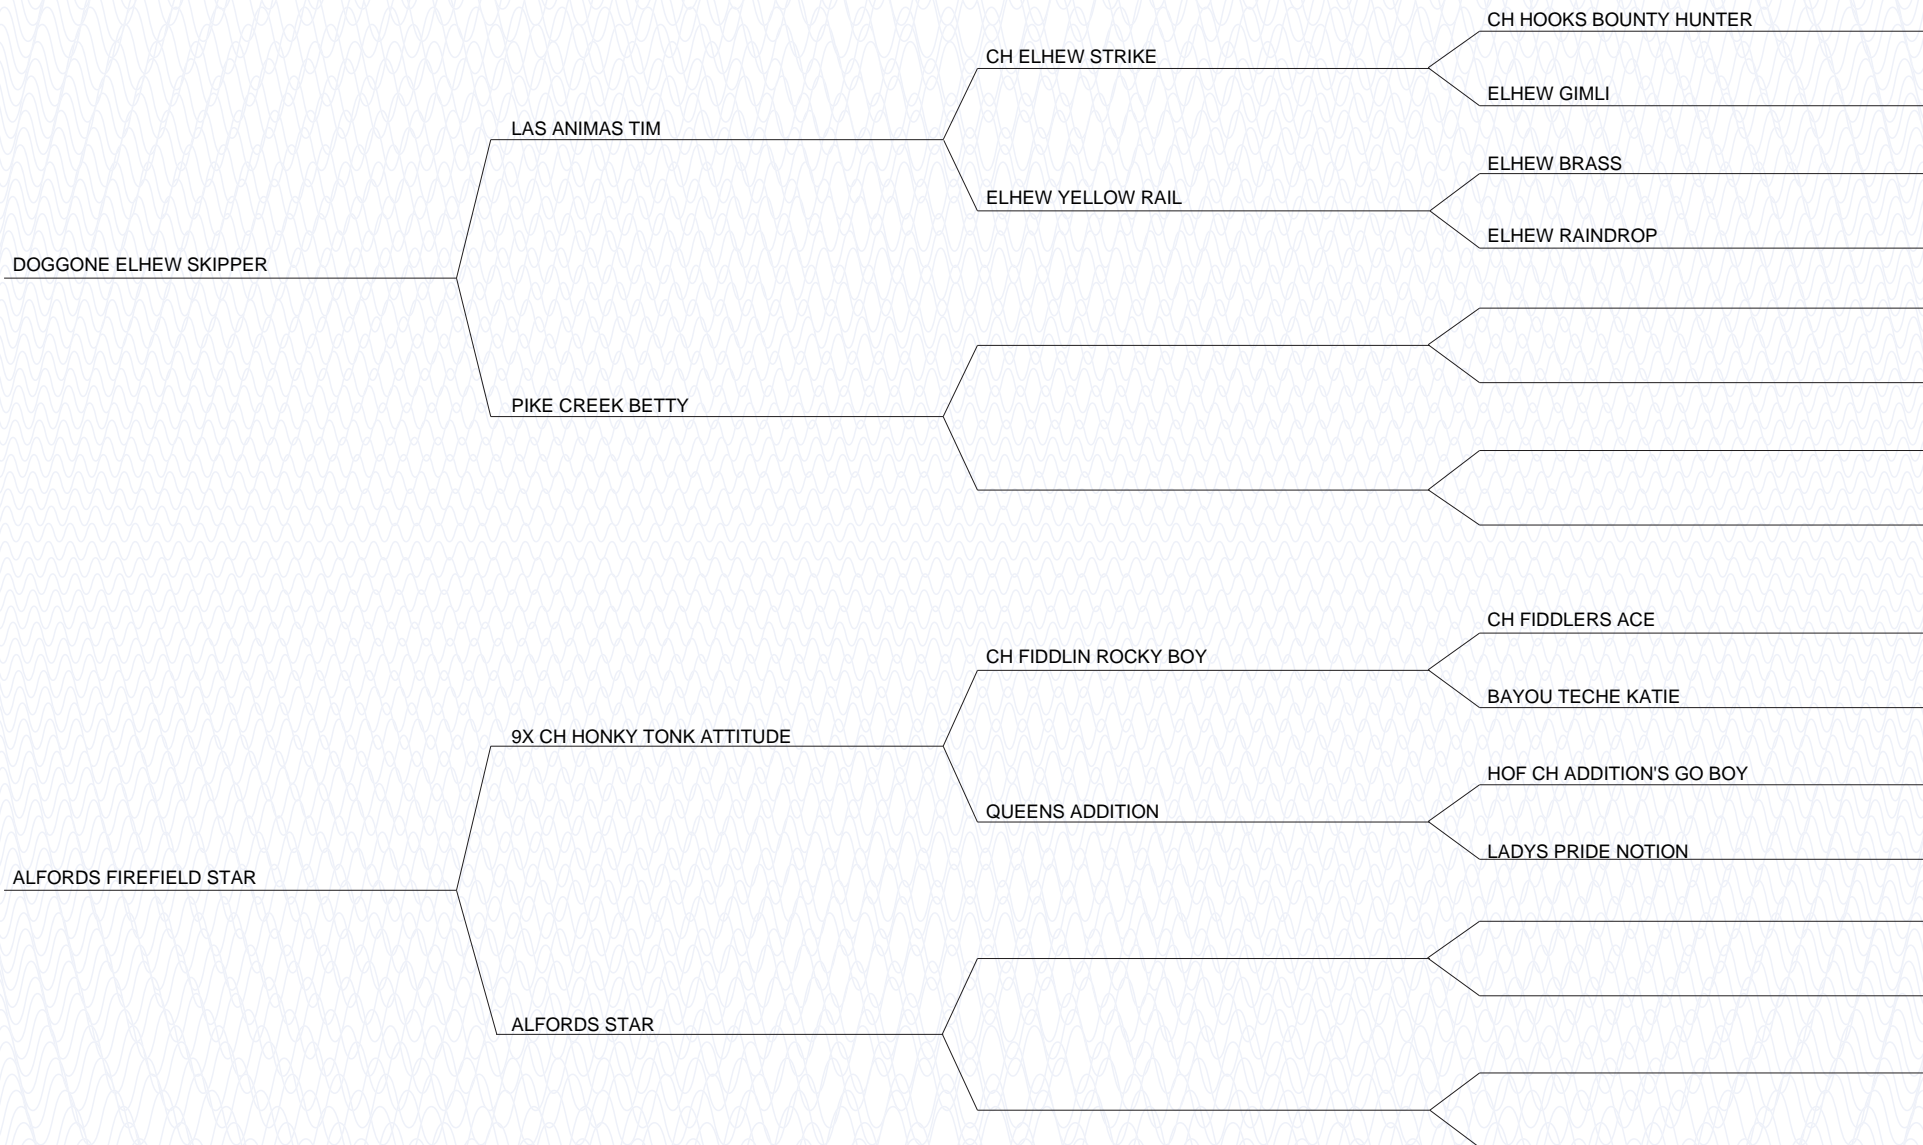 CH HOOKS BOUNTY HUNTER
CH ELHEW STRIKE
ELHEW GIMLI
LAS ANIMAS TIM
ELHEW BRASS
ELHEW YELLOW RAIL
ELHEW RAINDROP
DOGGONE ELHEW SKIPPER
PIKE CREEK BETTY
CH FIDDLERS ACE
CH FIDDLIN ROCKY BOY
BAYOU TECHE KATIE
9X CH HONKY TONK ATTITUDE
HOF CH ADDITION'S GO BOY
QUEENS ADDITION
LADYS PRIDE NOTION
ALFORDS FIREFIELD STAR
ALFORDS STAR